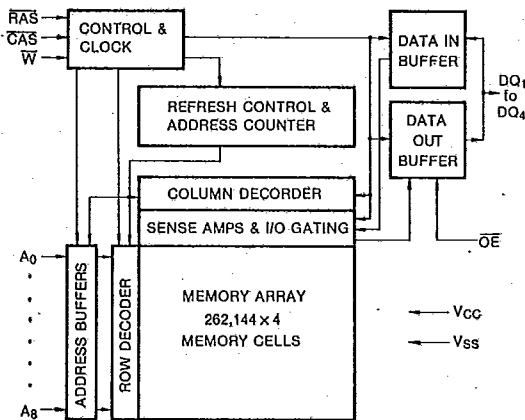 RAS
CAS
W
CONTROL &
CLOCK
DATA IN
BUFFER
DQ1
to
DQ4
REFRESH CONTROL &
ADDRESS COUNTER
DATA
OUT
BUFFER
COLUMN DECORDER
SENSE AMPS & I/O GATING
OE
A0
A8
ADDRESS BUFFERS
ROW DECODER
MEMORY ARRAY
262,144 × 4
MEMORY CELLS
VCC
VSS